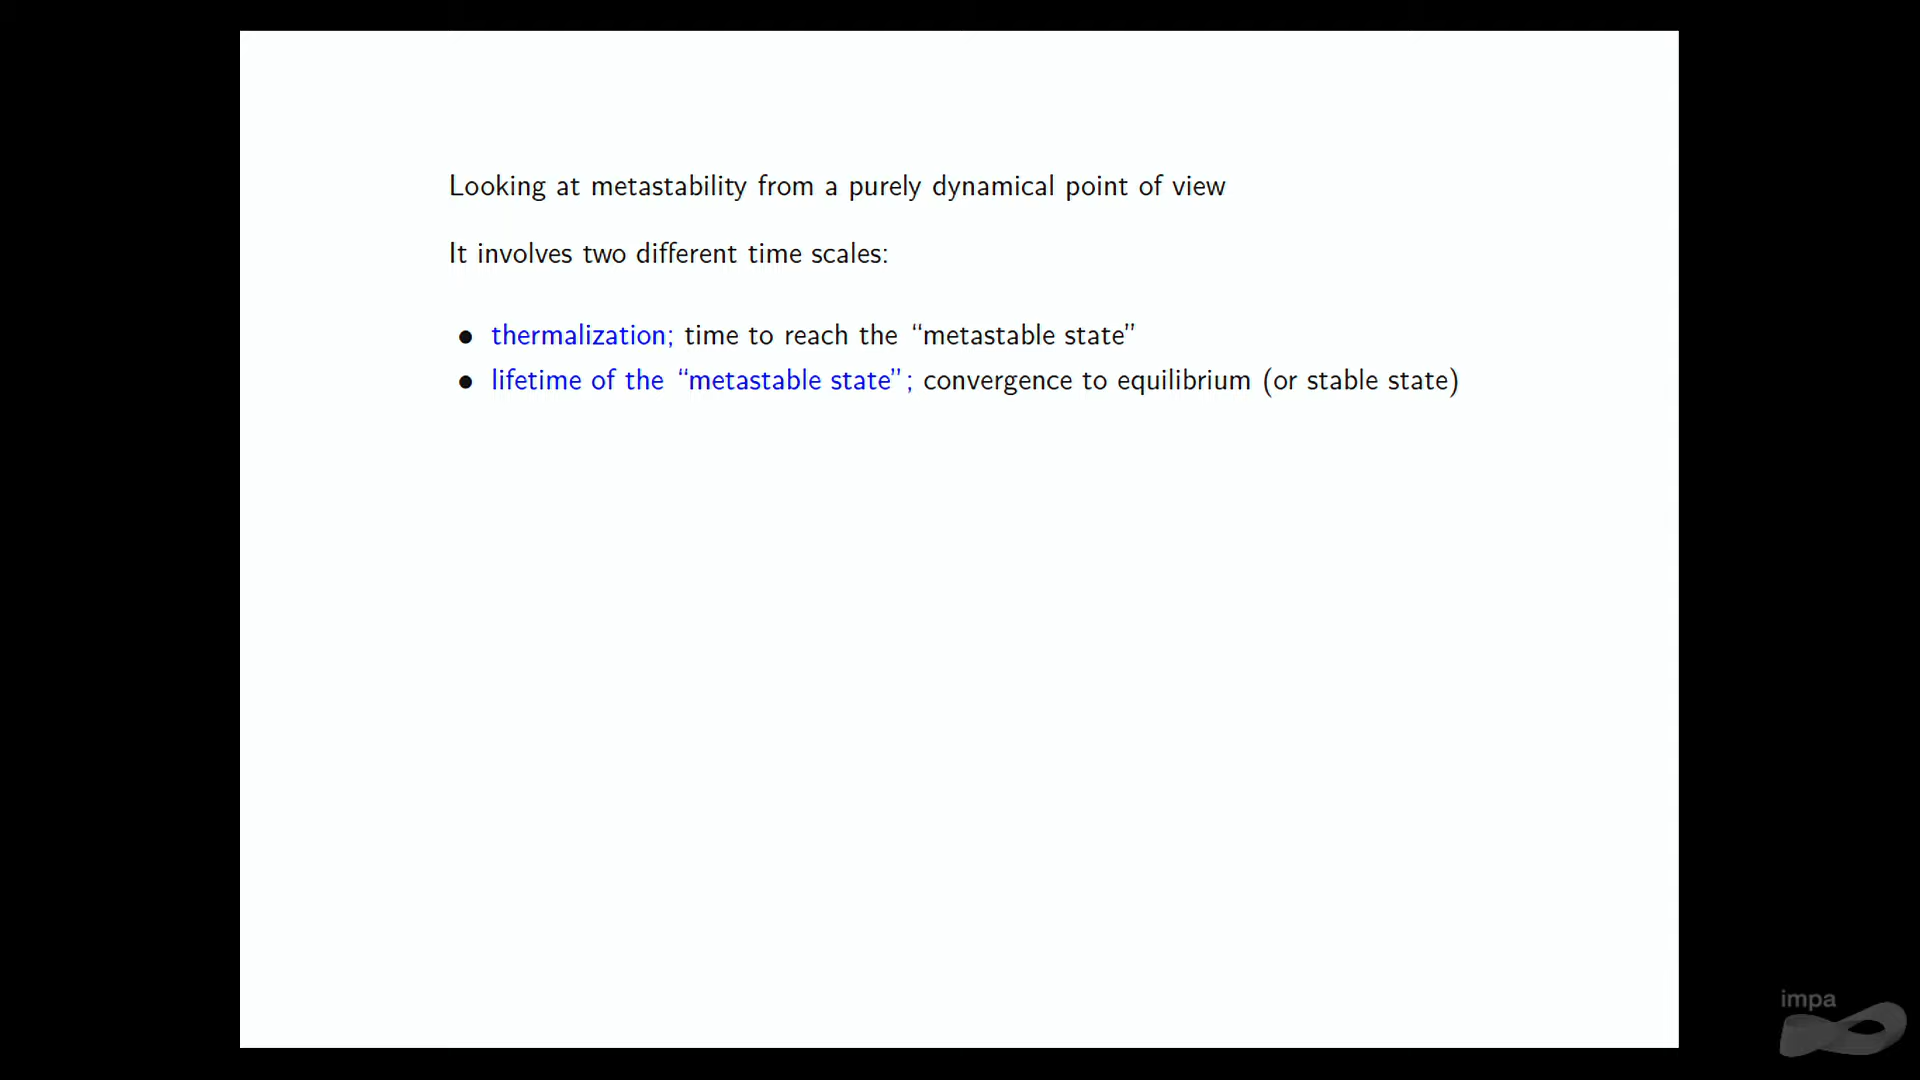 Looking at metastability from a purely dynamical point of view
It involves two different time scales:
• thermalization; time to reach the “metastable state”
• lifetime of the “metastable state”; convergence to equilibrium (or stable state)
impa